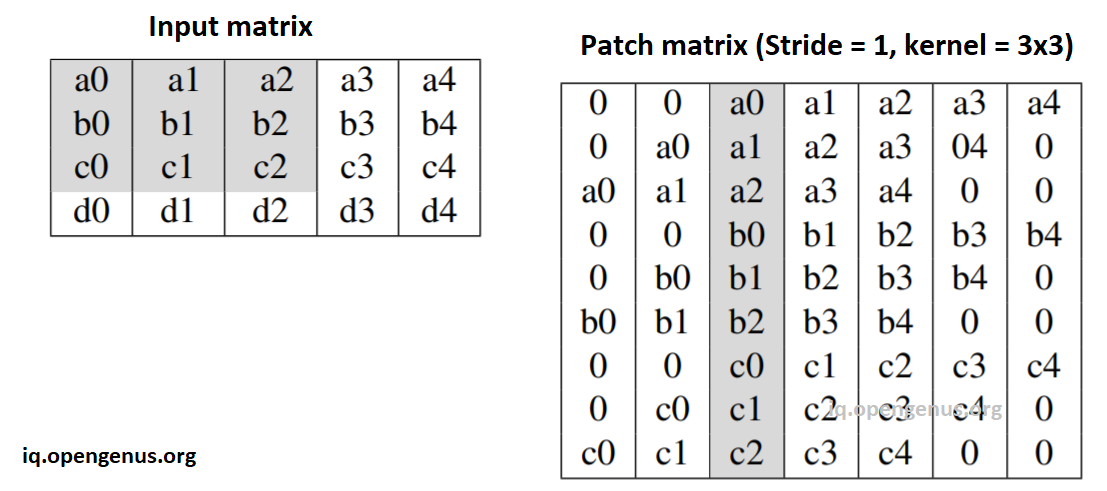 Input matrix
a0 a1 a2 a3 a4
b0 b1 b2 b3 b4
c0 c1 c2 c3 c4
d0 d1 d2 d3 d4
iq.opengenus.org
Patch matrix (Stride = 1, kernel = 3x3)
0 0 a0 a1 a2 a3 a4
0 a0 a1 a2 a3 04 0
a0 a1 a2 a3 a4 0 0
0 0 b0 b1 b2 b3 b4
0 b0 b1 b2 b3 b4 0
b0 b1 b2 b3 b4 0 0
0 0 c0 c1 c2 c3 c4
0 c0 c1 c2 c3 c4 0
iq.opengenus.org
c0 c1 c2 c3 c4 0 0